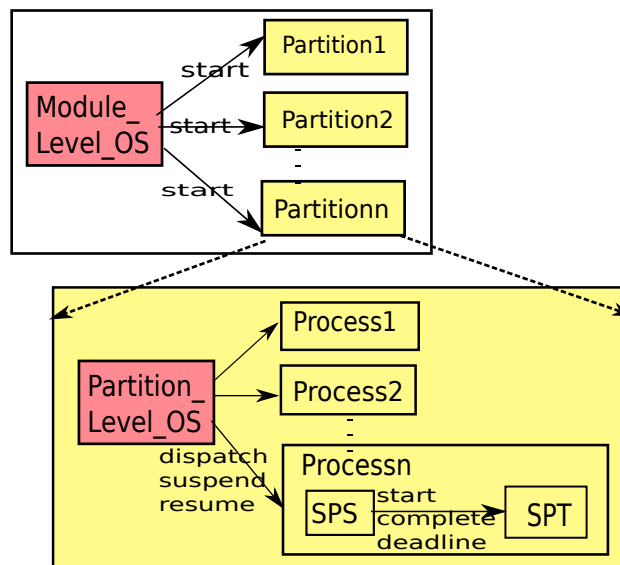 Partition1
start
Module_
Level_OS
Partition2
start
start
Partitionn
Process1
Partition_
Level_OS
Process2
dispatch
suspend
resume
Processn
SPS
start
complete
deadline
SPT